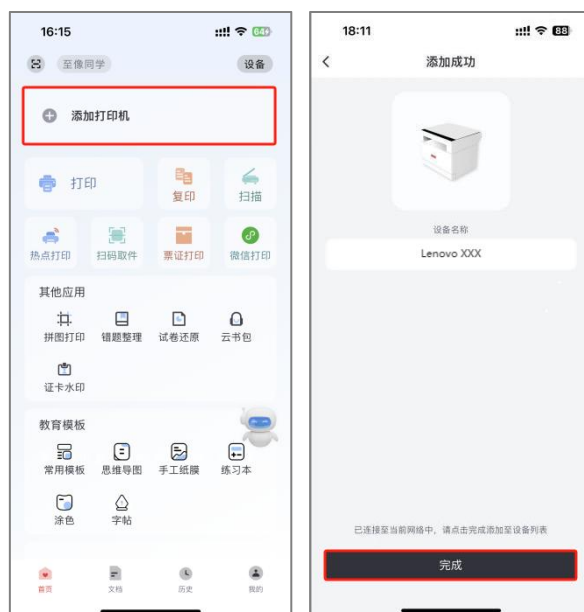 16:15
64
至像同学
设备
添加打印机
打印
复印
扫描
热点打印
扫码取件
票证打印
微信打印
其他应用
拼图打印
错题整理
试卷还原
云书包
证卡水印
教育模板
常用模板
思维导图
手工纸膜
练习本
涂色
字帖
首页
文档
历史
我的
18:11
88
添加成功
设备名称
Lenovo XXX
已连接至当前网络中，请点击完成添加至设备列表
完成